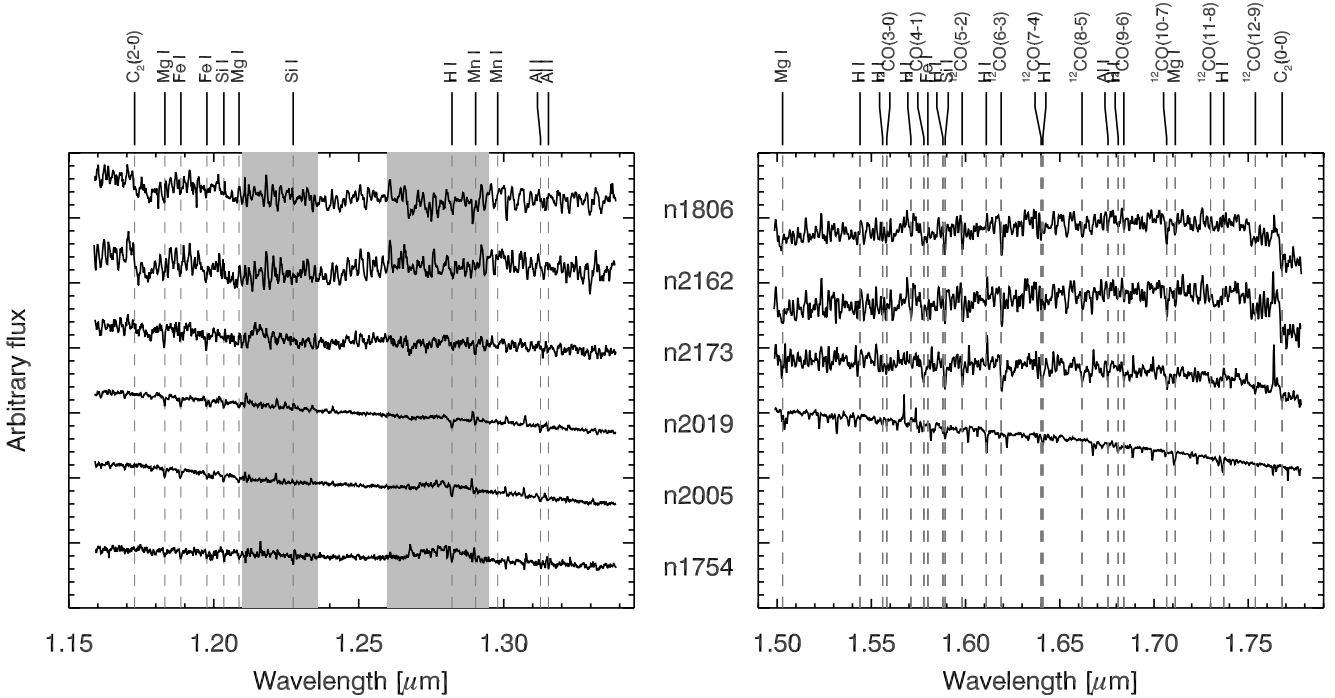 C₂(2-0)
Mg I
Fe I
Fe I
Si I
Mg I
Si I
H I
Mn I
Mn I
Al I
Al I
Mg I
H I
H I
¹²CO(3-0)
H I
¹²CO(4-1)
Fe I
H I
Si I
¹²CO(5-2)
H I
¹²CO(6-3)
¹²CO(7-4)
H I
¹²CO(8-5)
Al I
H I
¹²CO(9-6)
¹²CO(10-7)
Mg I
¹²CO(11-8)
H I
¹²CO(12-9)
C₂(0-0)
Arbitrary flux
n1806
n2162
n2173
n2019
n2005
n1754
1.15 1.20 1.25 1.30
Wavelength [μm]
1.50 1.55 1.60 1.65 1.70 1.75
Wavelength [μm]